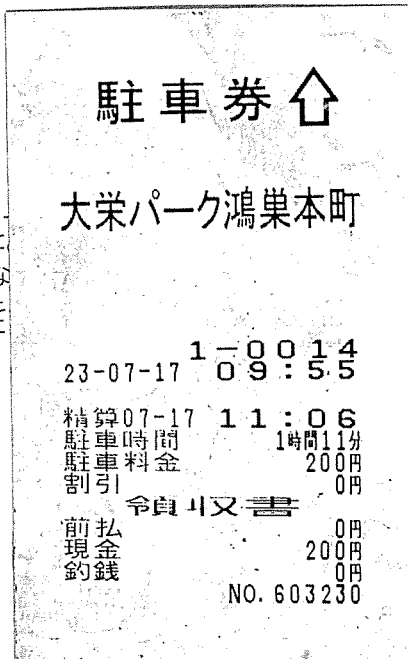 駐車券⇧
大栄パーク鴻巣本町
1-0014
23-07-17 09:55
精算07-17 11:06
駐車時間 1時間11分
駐車料金 200円
割引 0円
領収書
前払 0円
現金 200円
釣銭 0円
NO.603230